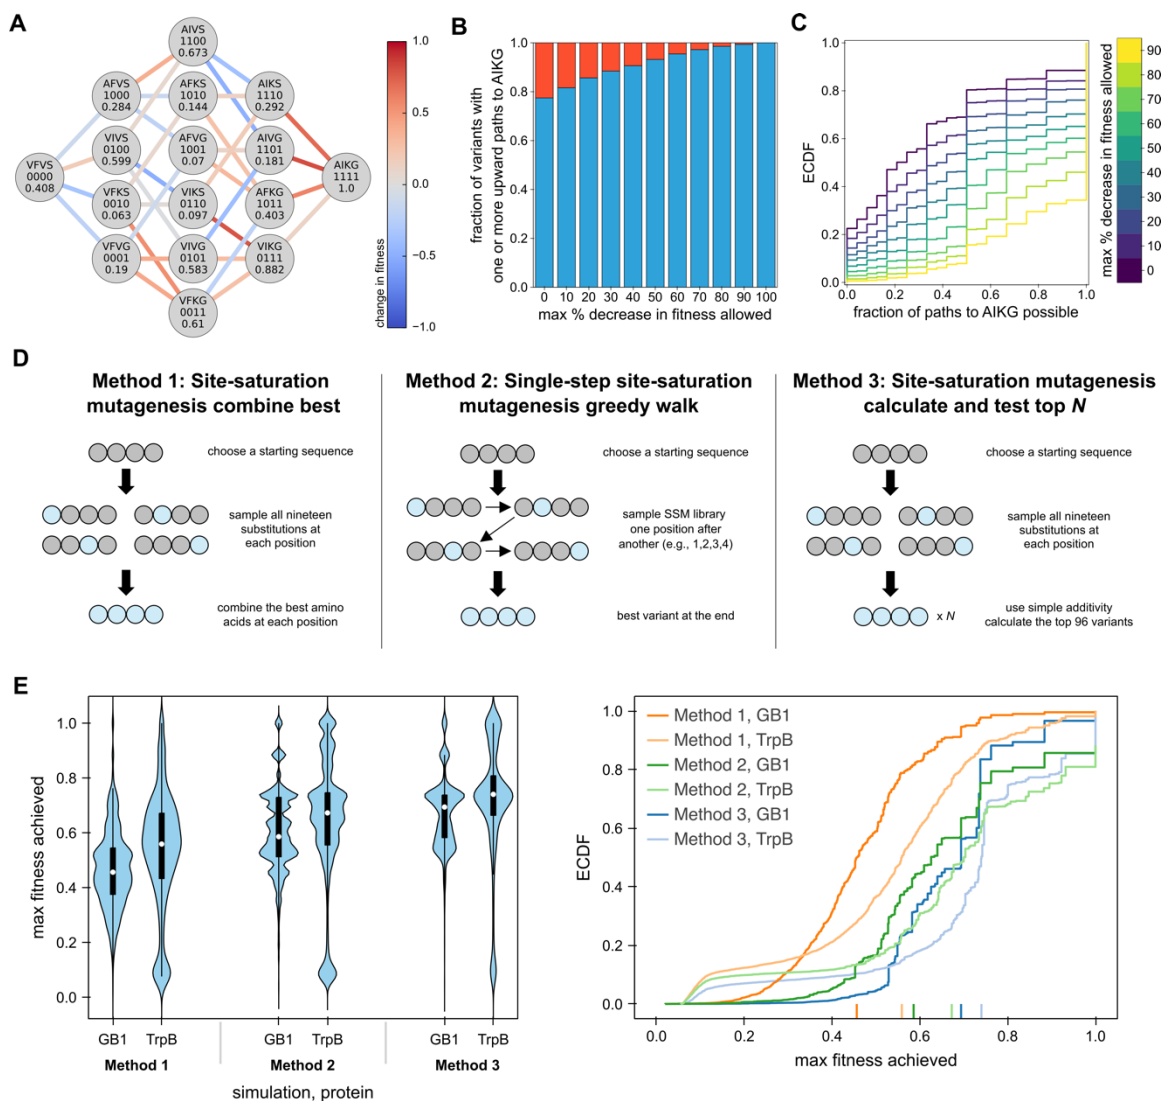 A
AIVS
1100
0.673
AFVS
1000
0.284
AFKS
1010
0.144
AIKS
1110
0.292
VIVS
0100
0.599
AFVG
1001
0.07
AIVG
1101
0.181
VFVS
0000
0.408
AIKG
1111
1.0
VFKS
0010
0.063
VIKS
0110
0.097
AFKG
1011
0.403
VFVG
0001
0.19
VIVG
0101
0.583
VIKG
0111
0.882
VFKG
0011
0.61
1.0
0.5
0.0
−0.5
−1.0
change in fitness
B
fraction of variants with
one or more upward paths to AIKG
1.0
0.8
0.6
0.4
0.2
0.0
0 10 20 30 40 50 60 70 80 90 100
max % decrease in fitness allowed
C
ECDF
1.0
0.8
0.6
0.4
0.2
0.0
0.0 0.2 0.4 0.6 0.8 1.0
fraction of paths to AIKG possible
max % decrease in fitness allowed
90
80
70
60
50
40
30
20
10
0
D
Method 1: Site-saturation
mutagenesis combine best
choose a starting sequence
sample all nineteen
substitutions at
each position
combine the best amino
acids at each position
Method 2: Single-step site-saturation
mutagenesis greedy walk
choose a starting sequence
sample SSM library
one position after
another (e.g., 1,2,3,4)
best variant at the end
Method 3: Site-saturation mutagenesis
calculate and test top N
choose a starting sequence
sample all nineteen
substitutions at
each position
x N
use simple additivity
calculate the top 96 variants
E
max fitness achieved
1.0
0.8
0.6
0.4
0.2
0.0
GB1 TrpB GB1 TrpB GB1 TrpB
Method 1 Method 2 Method 3
simulation, protein
ECDF
1.0
0.8
0.6
0.4
0.2
0.0
Method 1, GB1
Method 1, TrpB
Method 2, GB1
Method 2, TrpB
Method 3, GB1
Method 3, TrpB
0.0 0.2 0.4 0.6 0.8 1.0
max fitness achieved